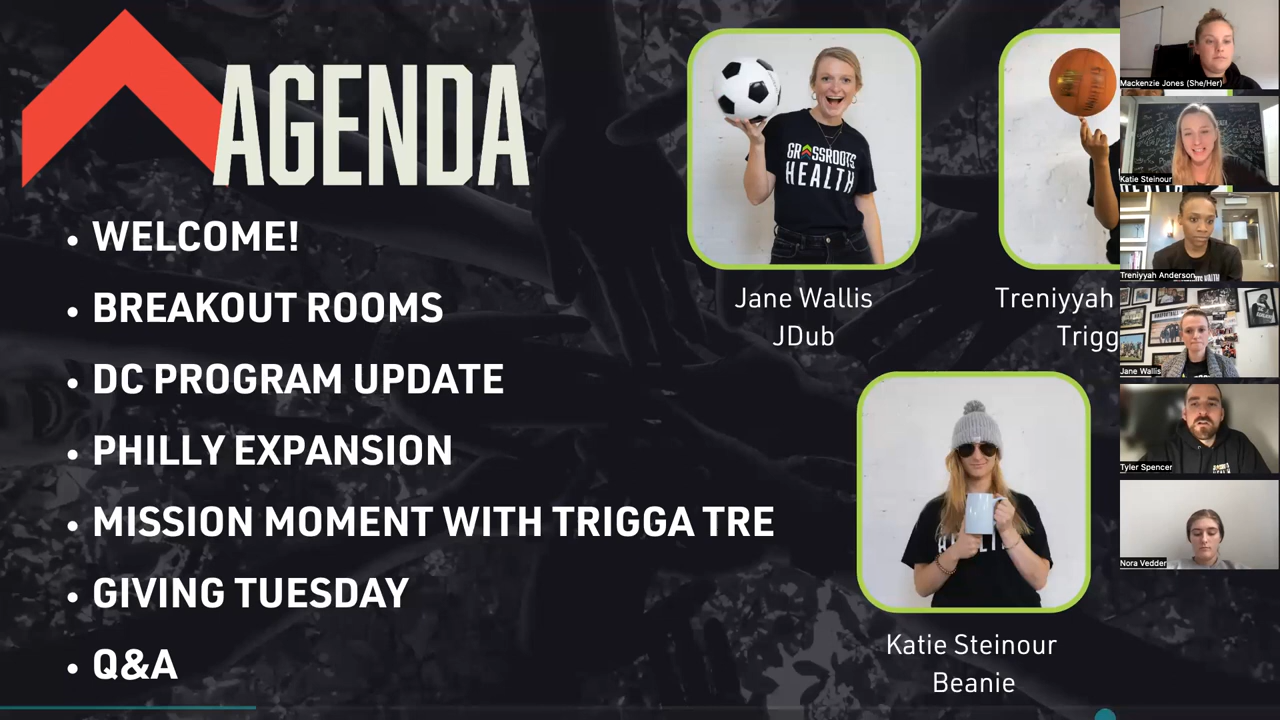 AGENDA
WELCOME!
BREAKOUT ROOMS
DC PROGRAM UPDATE
PHILLY EXPANSION
MISSION MOMENT WITH TRIGGA TRE
GIVING TUESDAY
Q&A
GRASSROOTS
HEALTH
Jane Wallis
JDub
Treniyyah
Trigg
Katie Steinour
Beanie
Mackenzie Jones (She/Her)
Katie Steinour
Treniyyah Anderson
Jane Wallis
Tyler Spencer
Nora Vedder